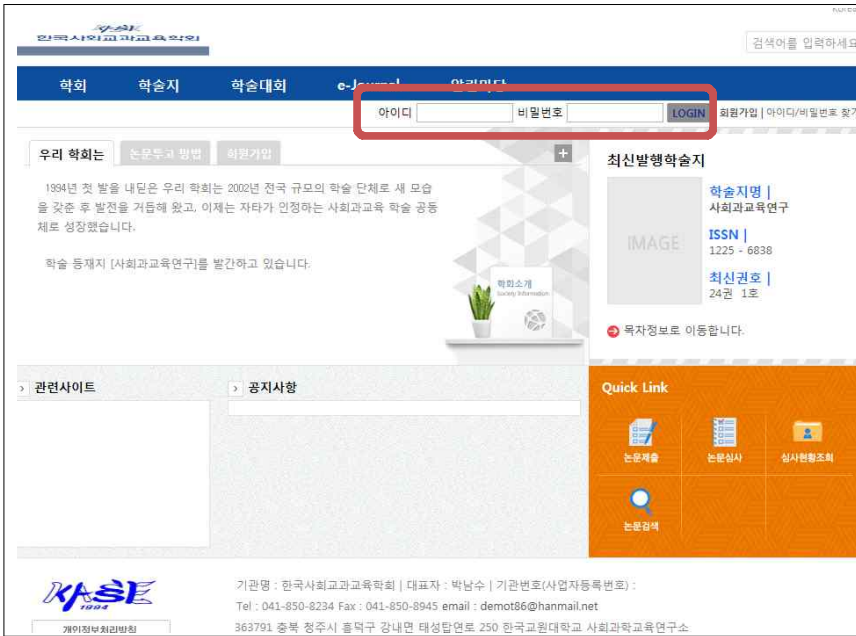 KASE
한국사회교과교육학회
검색어를 입력하세요
학회 학술지 학술대회 e-Journal 알림마당
아이디 비밀번호 LOGIN 회원가입 | 아이디/비밀번호 찾기
우리 학회는 논문투고 방법 회원가입 +
1994년 첫 발을 내딛은 우리 학회는 2002년 전국 규모의 학술 단체로 새 모습
을 갖춘 후 발전을 거듭해 왔고, 이제는 자타가 인정하는 사회과교육 학술 공동
체로 성장했습니다.
학술 등재지 [사회과교육연구]를 발간하고 있습니다.
학회소개
Society Information
최신발행학술지
IMAGE
학술지명 |
사회과교육연구
ISSN |
1225 - 6838
최신권호 |
24권 1호
목차정보로 이동합니다.
관련사이트
공지사항
Quick Link
논문제출 논문심사 심사현황조회
논문검색
KASE
1994
개인정보처리방침
기관명 : 한국사회교과교육학회 | 대표자 : 박남수 | 기관번호(사업자등록번호) :
Tel : 041-850-8234 Fax : 041-850-8945 email : demot86@hanmail.net
363791 충북 청주시 흥덕구 강내면 태성탑연로 250 한국교원대학교 사회과학교육연구소